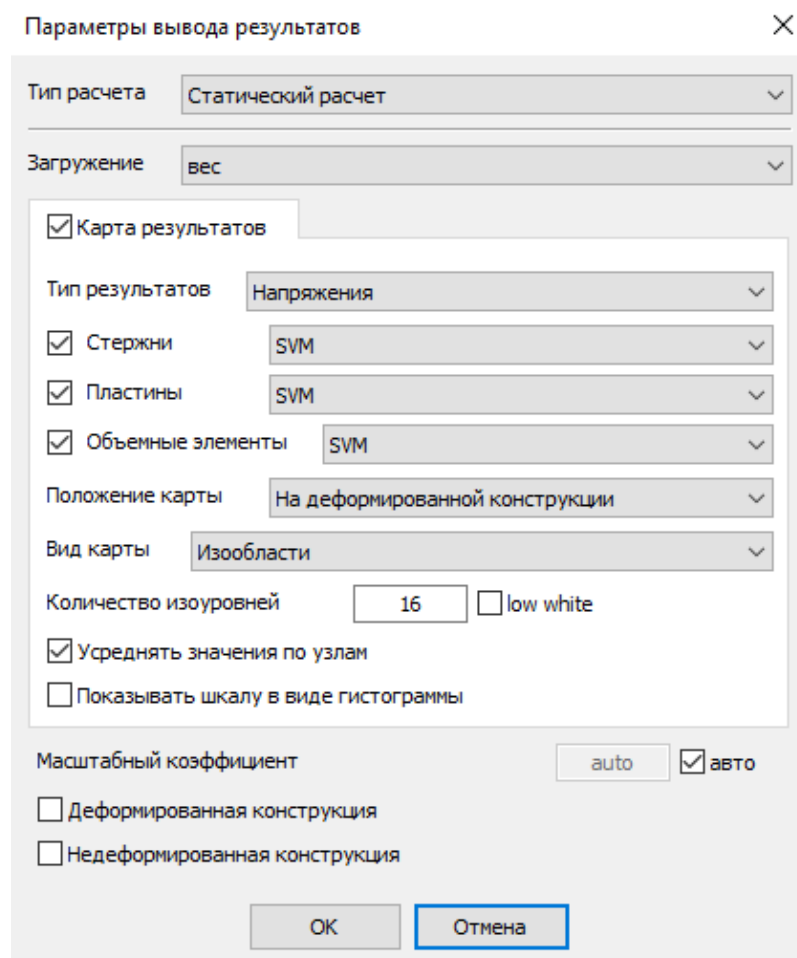 Параметры вывода результатов
Тип расчета Статический расчет
Загружение вес
Карта результатов
Тип результатов Напряжения
Стержни SVM
Пластины SVM
Объемные элементы SVM
Положение карты На деформированной конструкции
Вид карты Изообласти
Количество изоуровней 16 low white
Усреднять значения по узлам
Показывать шкалу в виде гистограммы
Масштабный коэффициент auto авто
Деформированная конструкция
Недеформированная конструкция
OK Отмена